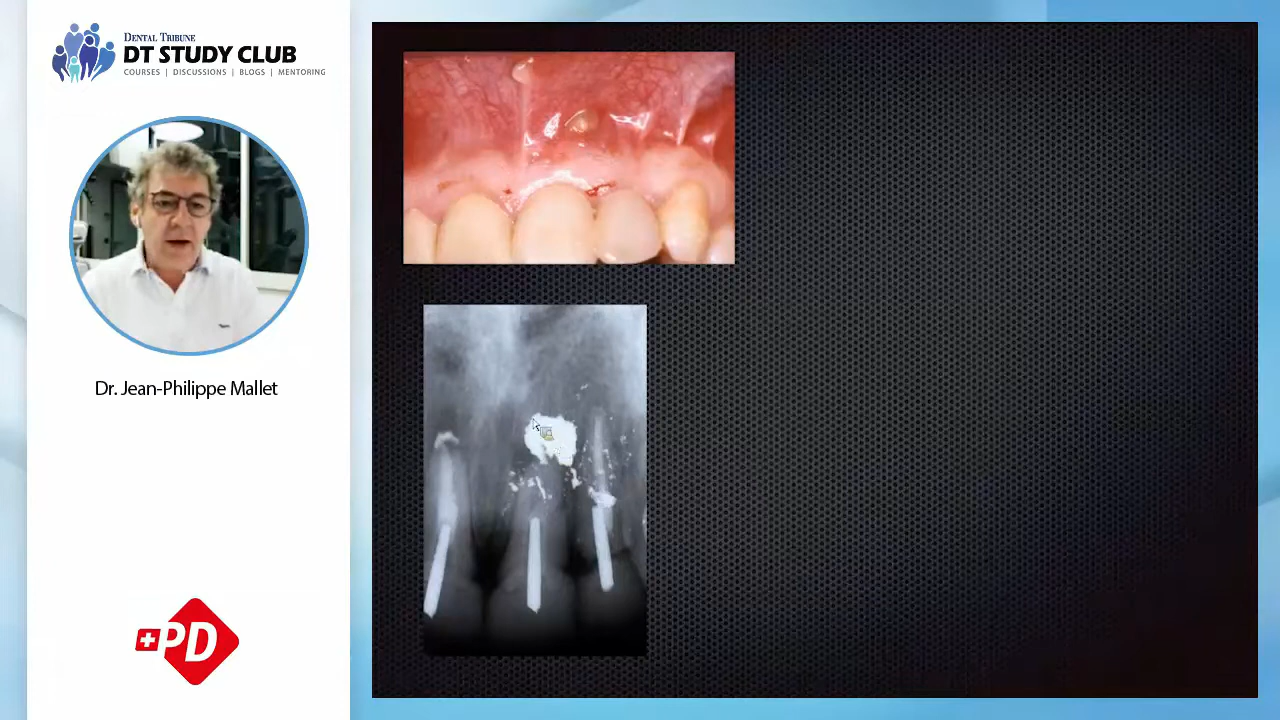 DENTAL TRIBUNE
DT STUDY CLUB
COURSES | DISCUSSIONS | BLOGS | MENTORING
Dr. Jean-Philippe Mallet
PD